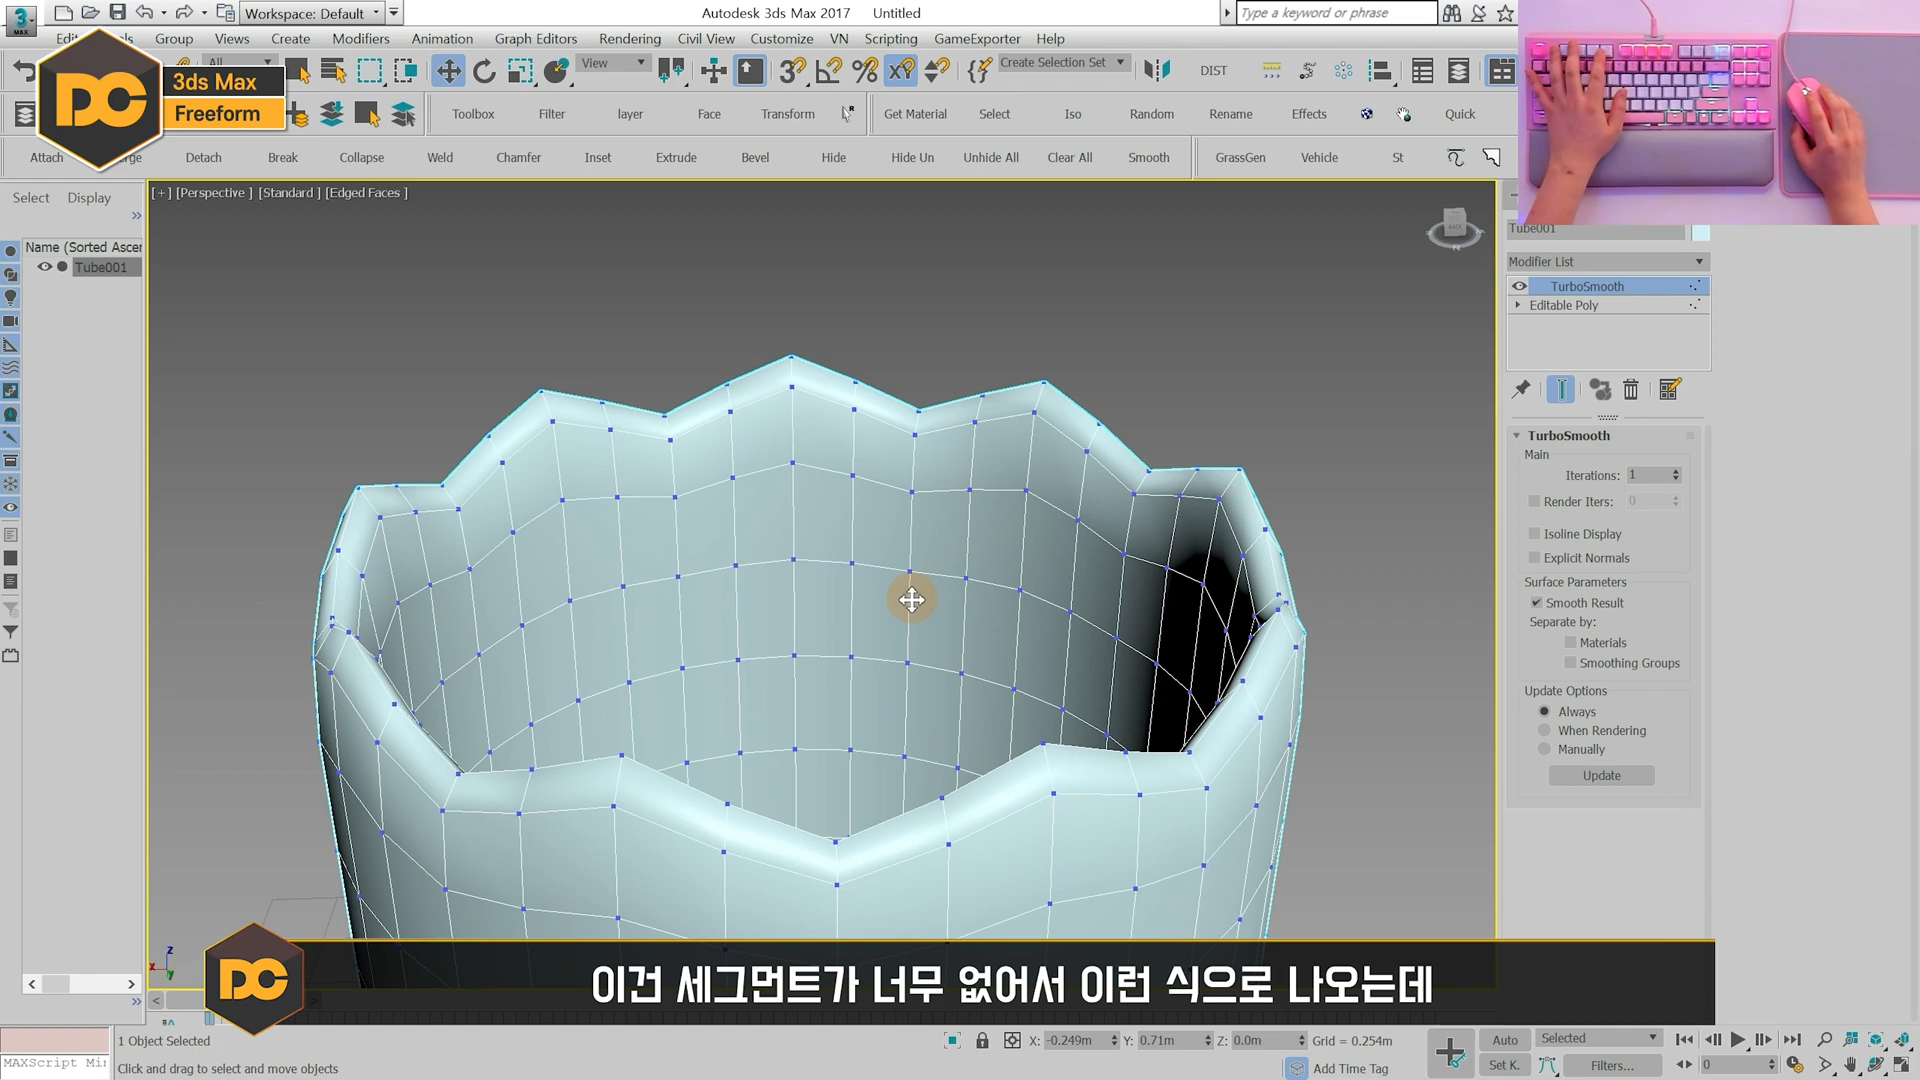 Workspace: Default
Autodesk 3ds Max 2017 Untitled
Type a keyword or phrase
Group Views Create Modifiers Animation Graph Editors Rendering Civil View Customize VN Scripting GameExporter Help
DC
3ds Max
Freeform
All
View
Create Selection Set
DIST
Toolbox Filter layer Face Transform Get Material Select Iso Random Rename Effects Quick
Attach Detach Break Collapse Weld Chamfer Inset Extrude Bevel Hide Hide Un Unhide All Clear All Smooth GrassGen Vehicle St
Select Display
[+] [Perspective ] [Standard ] [Edged Faces ]
Name (Sorted Ascer
Tube001
BACK
Tube001
Modifier List
TurboSmooth
Editable Poly
TurboSmooth
Main
Iterations: 1
Render Iters: 0
Isoline Display
Explicit Normals
Surface Parameters
Smooth Result
Separate by:
Materials
Smoothing Groups
Update Options
Always
When Rendering
Manually
Update
z
x
y
DC
이건 세그먼트가 너무 없어서 이런 식으로 나오는데
1 Object Selected
X: -0.249m Y: 0.71m Z: 0.0m Grid = 0.254m
Auto Selected
MAXScript Mi
Click and drag to select and move objects
Add Time Tag
Set K. Filters... 0